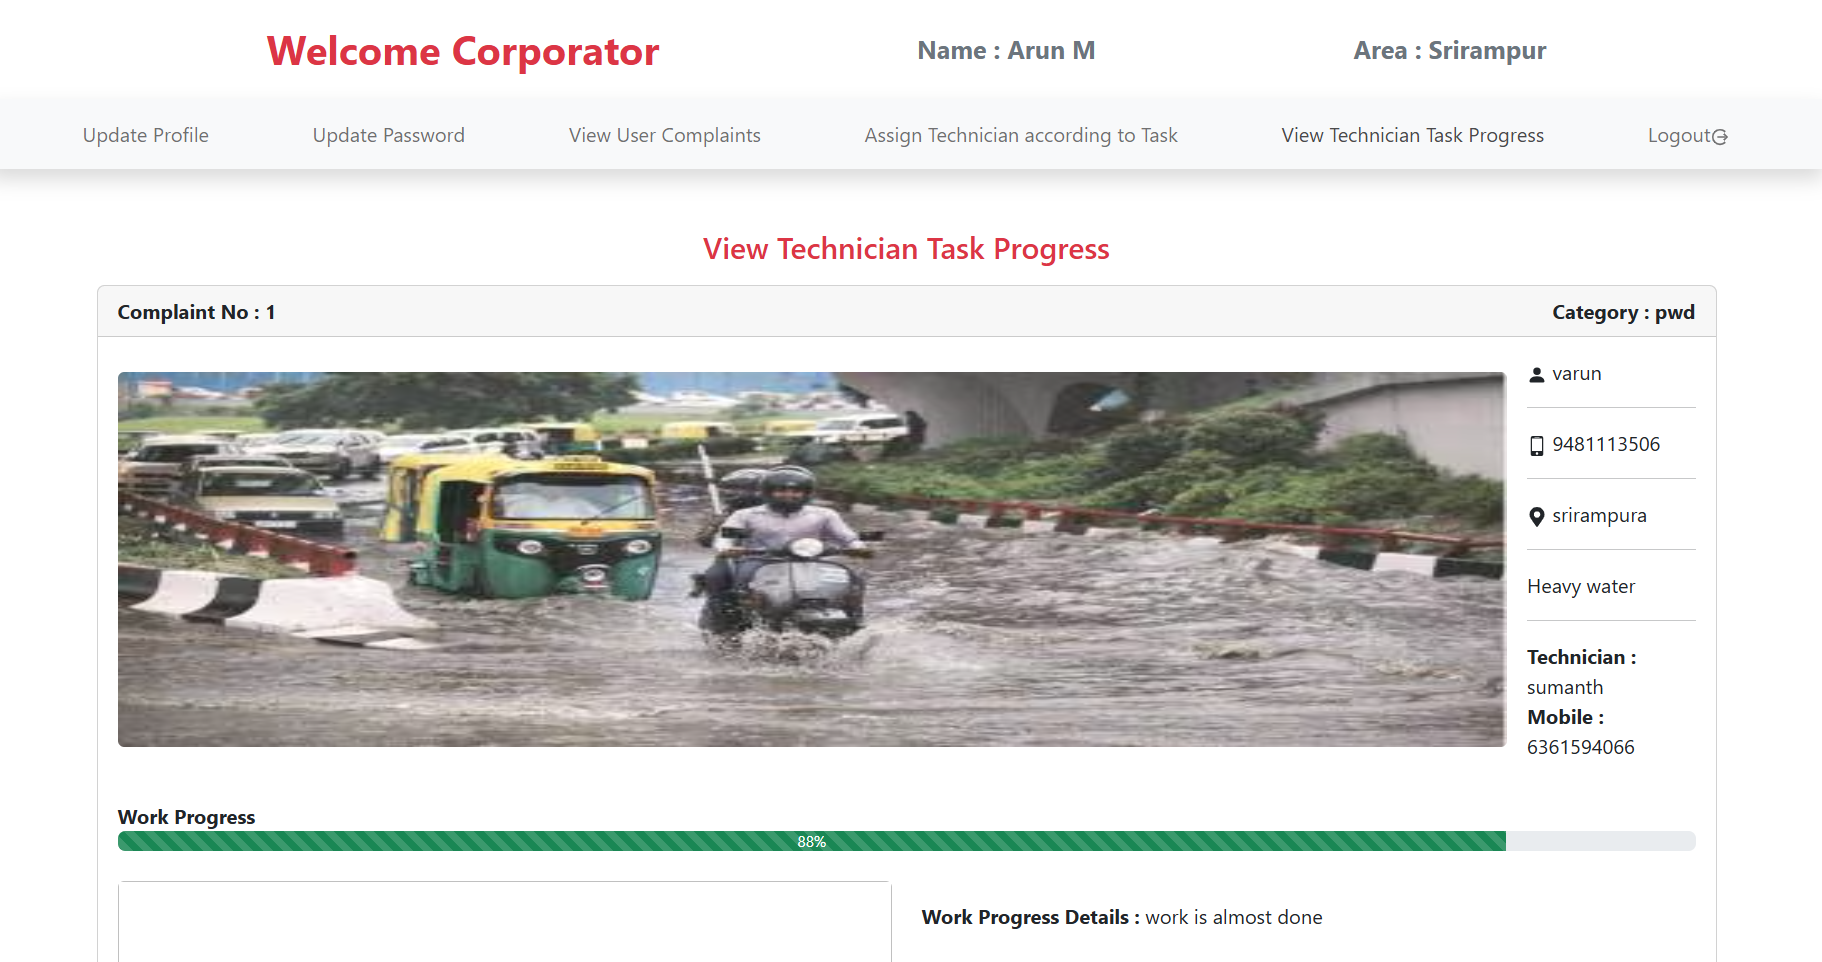 Welcome Corporator
Name : Arun M
Area : Srirampur
Update Profile
Update Password
View User Complaints
Assign Technician according to Task
View Technician Task Progress
Logout
View Technician Task Progress
Complaint No : 1
Category : pwd
varun
9481113506
srirampura
Heavy water
Technician :
sumanth
Mobile :
6361594066
Work Progress
88%
Work Progress Details : work is almost done